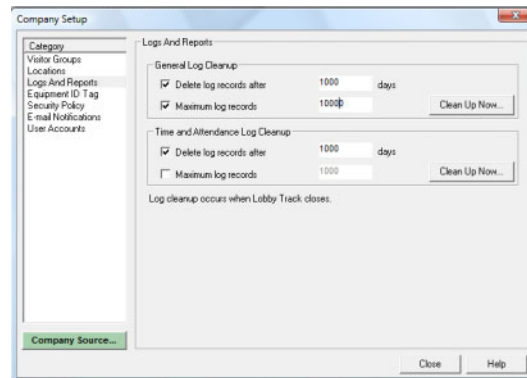 Company Setup
Category
Visitor Groups
Locations
Logs And Reports
Equipment ID Tag
Security Policy
E-mail Notifications
User Accounts
Company Source...
Logs And Reports
General Log Cleanup
Delete log records after 1000 days
Maximum log records 10000 Clean Up Now...
Time and Attendance Log Cleanup
Delete log records after 1000 days
Maximum log records 1000 Clean Up Now...
Log cleanup occurs when Lobby Track closes.
Close Help